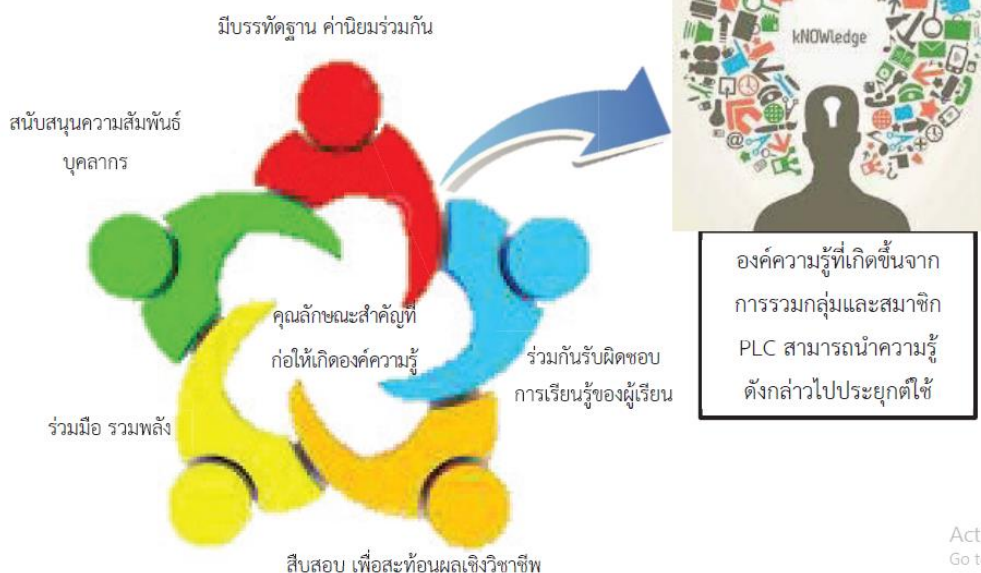 มีบรรทัดฐาน ค่านิยมร่วมกัน
kNOWledge
สนับสนุนความสัมพันธ์
บุคลากร
คุณลักษณะสำคัญที่
ก่อให้เกิดองค์ความรู้
ร่วมกันรับผิดชอบ
การเรียนรู้ของผู้เรียน
ร่วมมือ รวมพลัง
สืบสอบ เพื่อสะท้อนผลเชิงวิชาชีพ
องค์ความรู้ที่เกิดขึ้นจาก
การรวมกลุ่มและสมาชิก
PLC สามารถนำความรู้
ดังกล่าวไปประยุกต์ใช้
Act
Go t